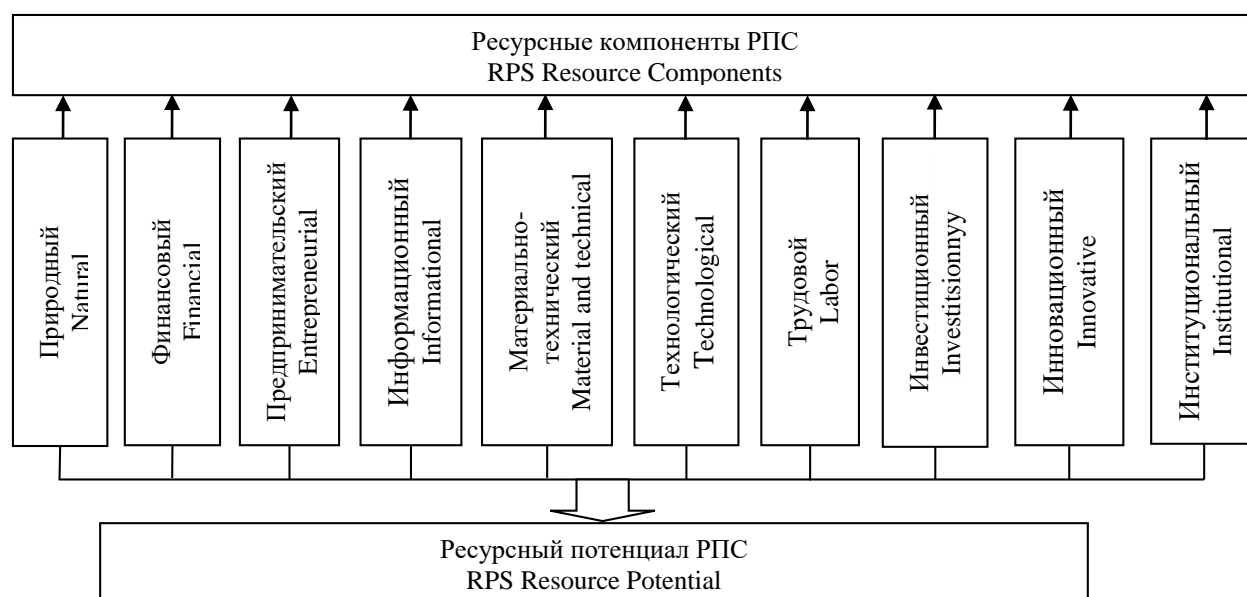 Ресурсные компоненты РПС
RPS Resource Components
Природный
Natural
Финансовый
Financial
Предпринимательский
Entrepreneurial
Информационный
Informational
Материально-
технический
Material and technical
Технологический
Technological
Трудовой
Labor
Инвестиционный
Investitsionnyy
Инновационный
Innovative
Институциональный
Institutional
Ресурсный потенциал РПС
RPS Resource Potential